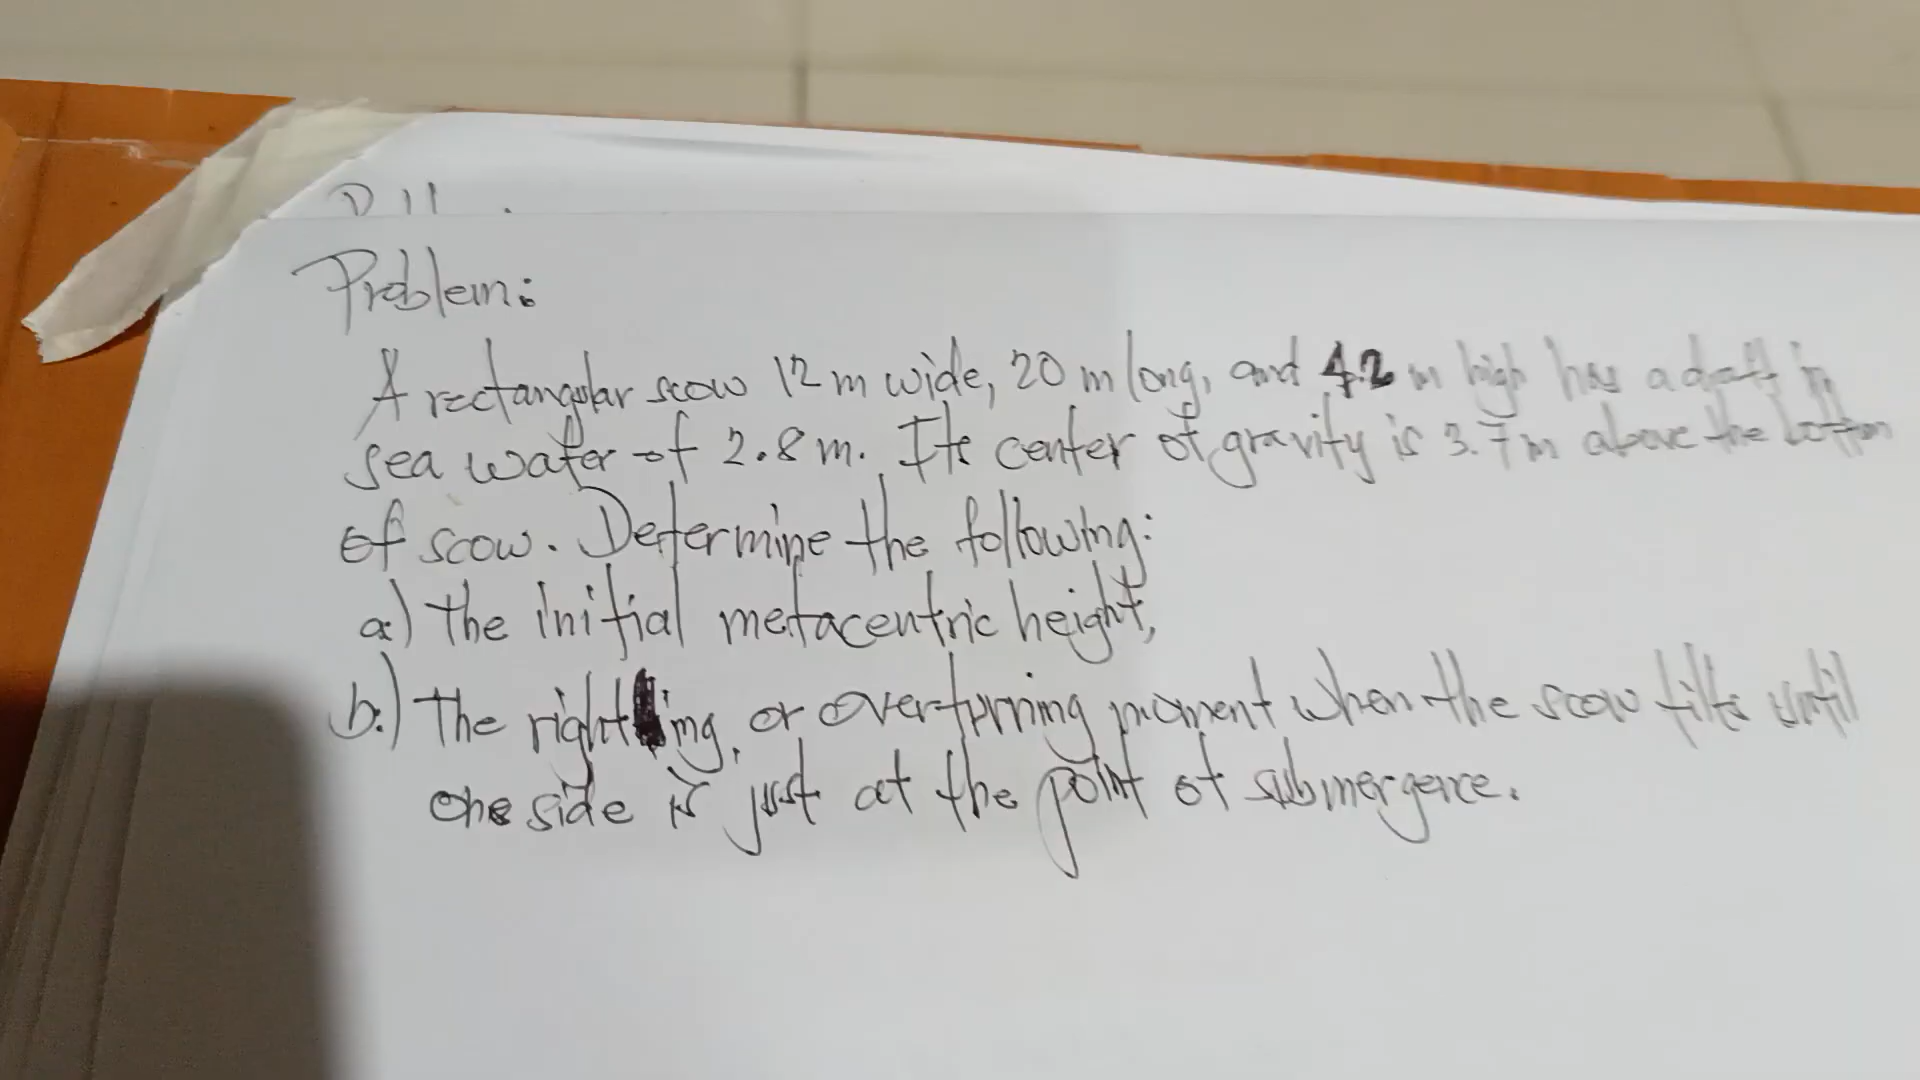 Problem:
A rectangular scow 12 m wide, 20 m long, and 4.2 m high has a draft in
sea water of 2.8 m. Its center of gravity is 3.7 m above the bottom
of scow. Determine the following:
a.) the initial metacentric height,
b.) the righting, or overturning moment when the scow tilts until
one side is just at the point of submergence.